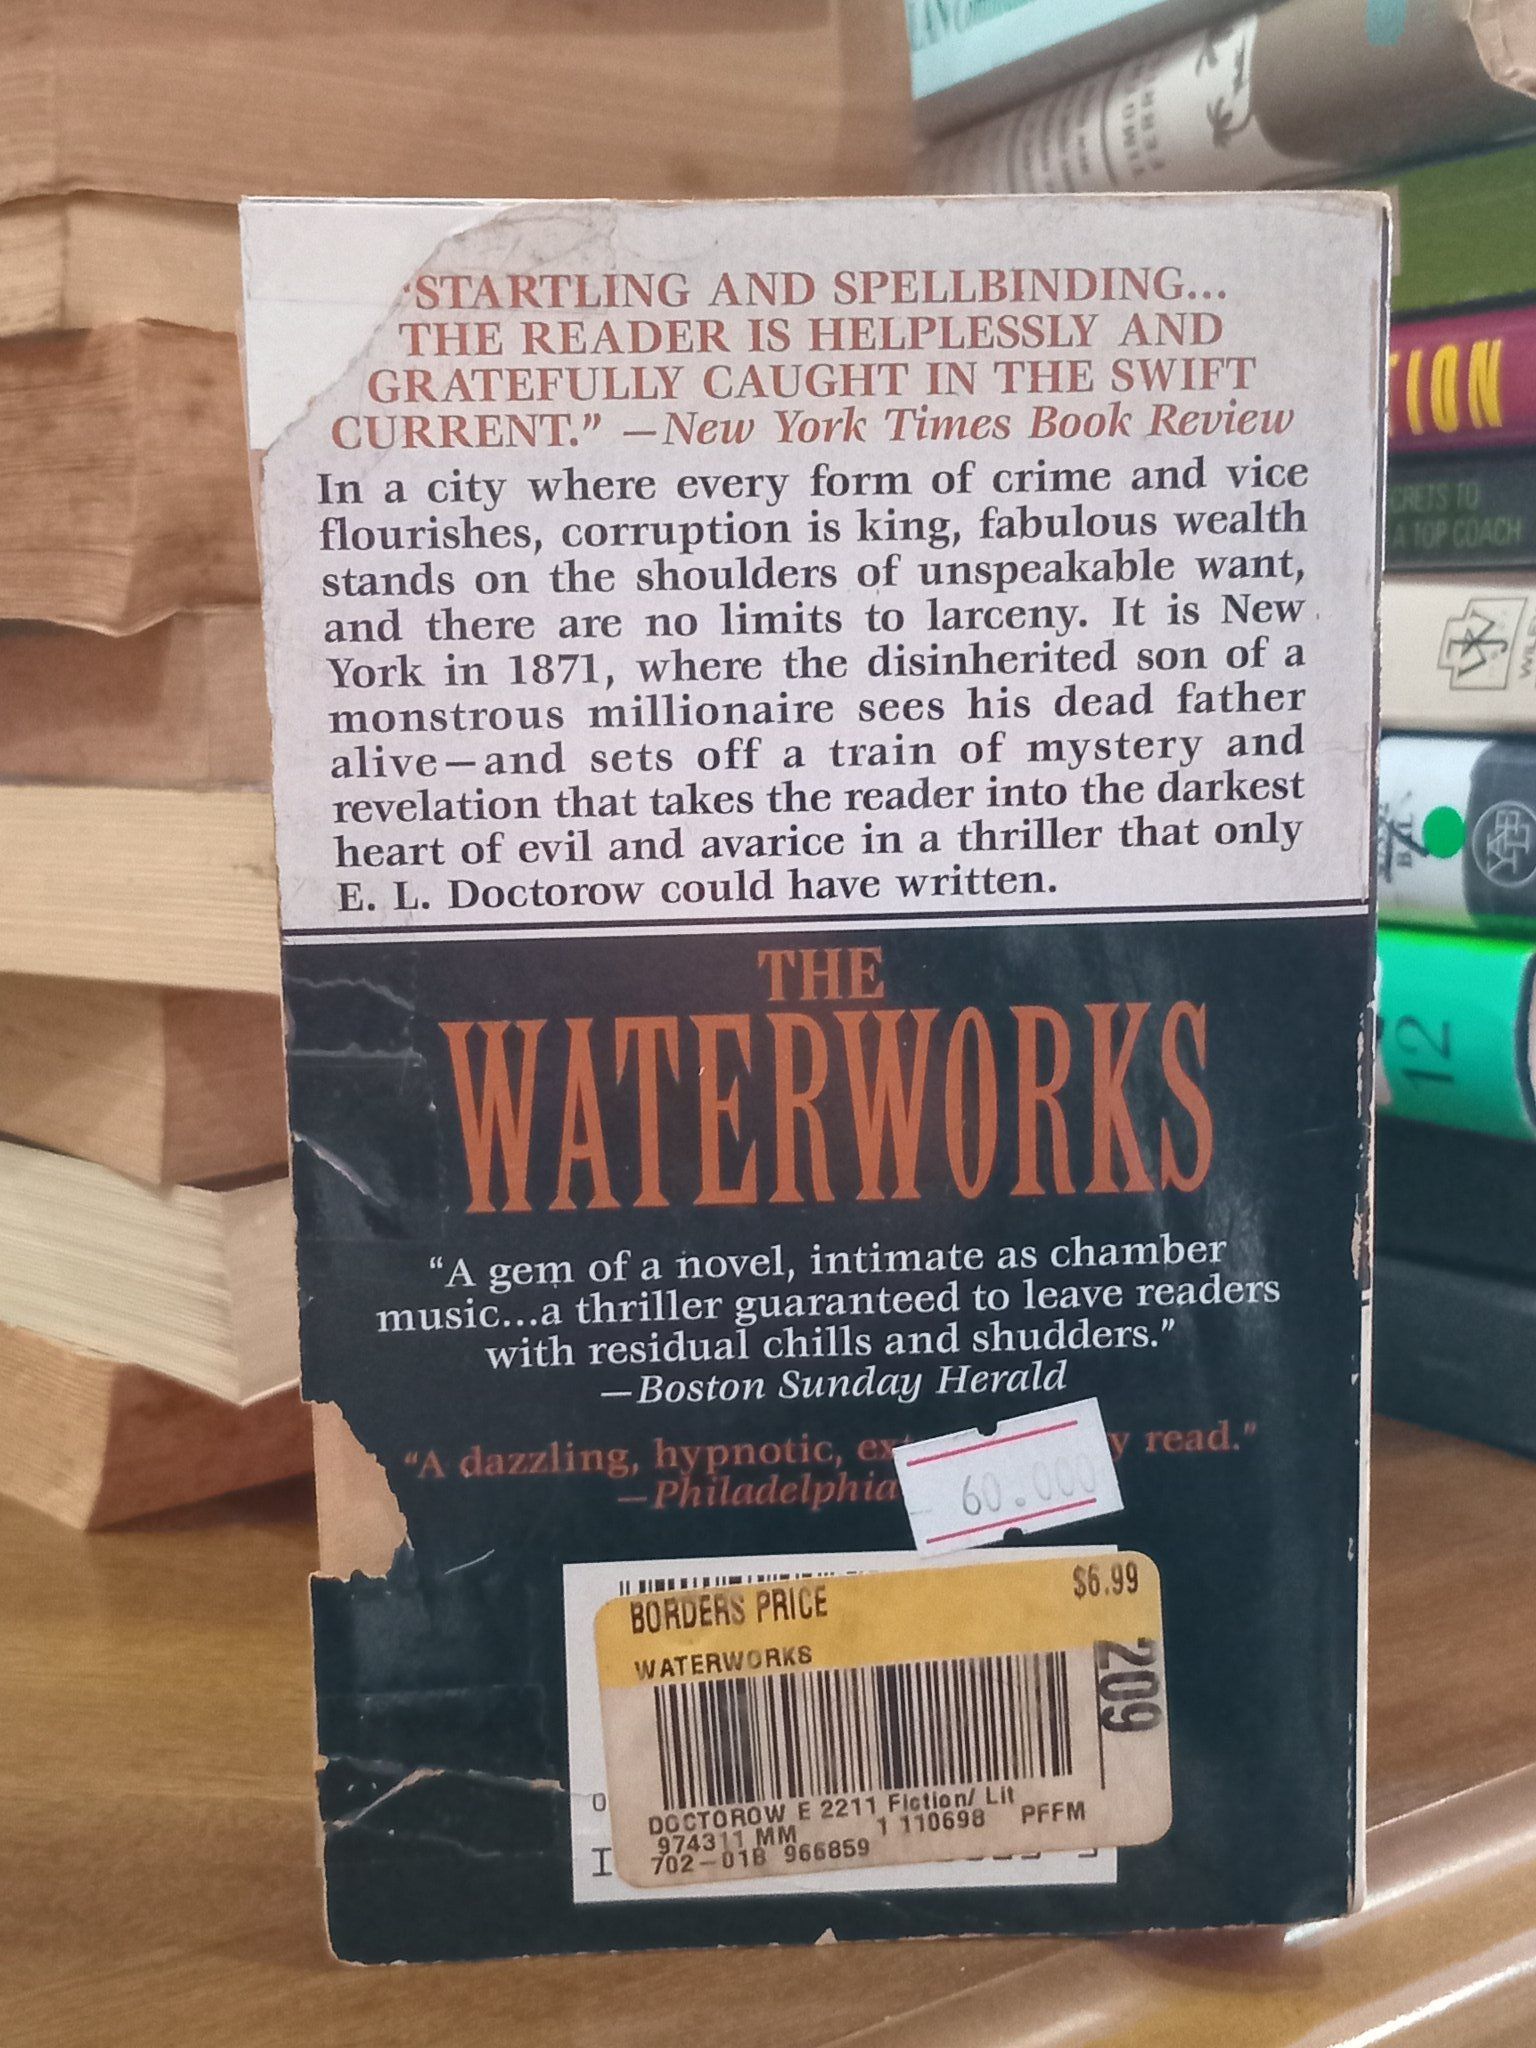 "STARTLING AND SPELLBINDING...
THE READER IS HELPLESSLY AND
GRATEFULLY CAUGHT IN THE SWIFT
CURRENT." —New York Times Book Review
In a city where every form of crime and vice
flourishes, corruption is king, fabulous wealth
stands on the shoulders of unspeakable want,
and there are no limits to larceny. It is New
York in 1871, where the disinherited son of a
monstrous millionaire sees his dead father
alive—and sets off a train of mystery and
revelation that takes the reader into the darkest
heart of evil and avarice in a thriller that only
E. L. Doctorow could have written.
THE
WATERWORKS
"A gem of a novel, intimate as chamber
music...a thriller guaranteed to leave readers
with residual chills and shudders."
—Boston Sunday Herald
"A dazzling, hypnotic, read."
—Philadelphia
60.000
BORDERS PRICE $6.99
WATERWORKS
209
DOCTOROW E 2211 Fiction/ Lit
974311 MM 1 110698 PFFM
702-01B 966859
ION
CRETS TO
A TOP COACH
12